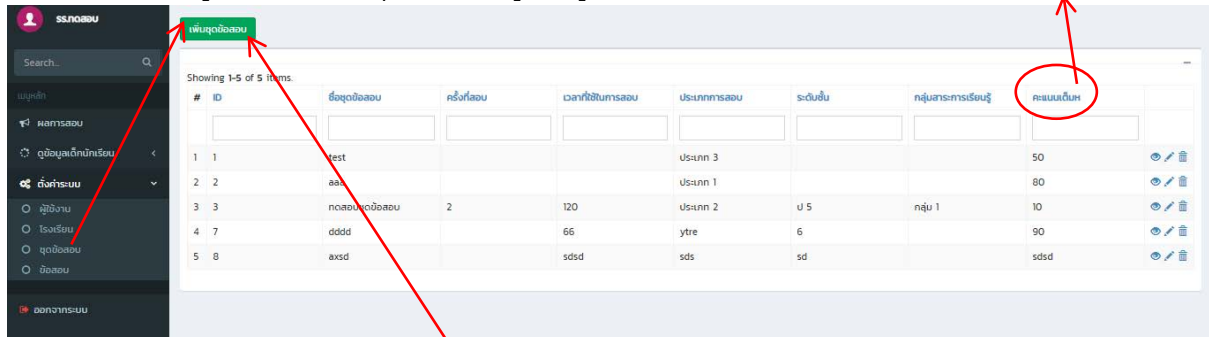 รร.ทดสอบ
เพิ่มชุดข้อสอบ
Search...
Showing 1-5 of 5 items.
เมนูหลัก
# ID ชื่อชุดข้อสอบ ครั้งที่สอบ เวลาที่ใช้ในการสอบ ประเภทการสอบ ระดับชั้น กลุ่มสาระการเรียนรู้ คะแนนเต็มห
ผลการสอบ
ดูข้อมูลเด็กนักเรียน
1 1 test ประเภท 3 50
ตั้งค่าระบบ
2 2 aaa ประเภท 1 80
ผู้ใช้งาน
3 3 ทดสอบชุดข้อสอบ 2 120 ประเภท 2 ป 5 กลุ่ม 1 10
โรงเรียน
4 7 dddd 66 ytre 6 90
ชุดข้อสอบ
5 8 axsd sdsd sds sd sdsd
ข้อสอบ
ออกจากระบบ